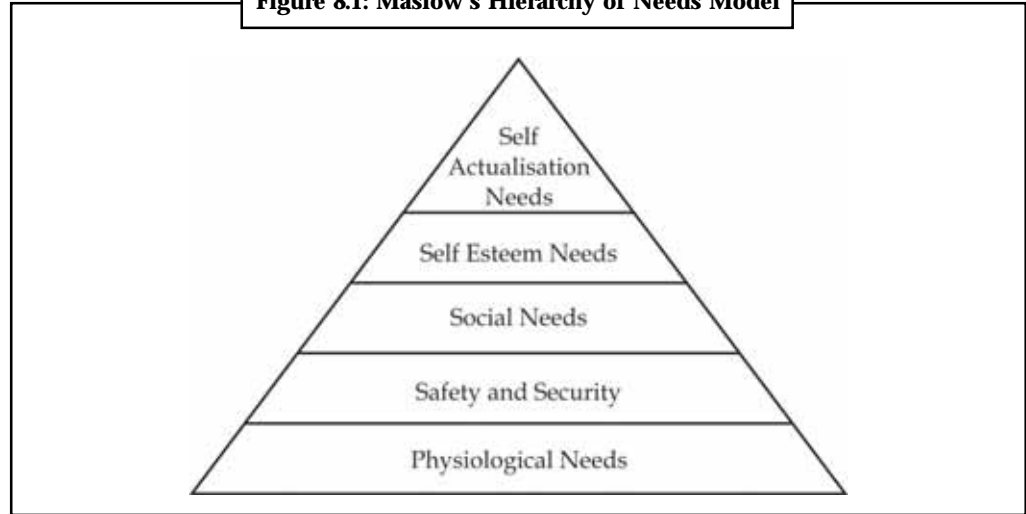 Figure 8.1: Maslow's Hierarchy of Needs Model
Self
Actualisation
Needs
Self Esteem Needs
Social Needs
Safety and Security
Physiological Needs